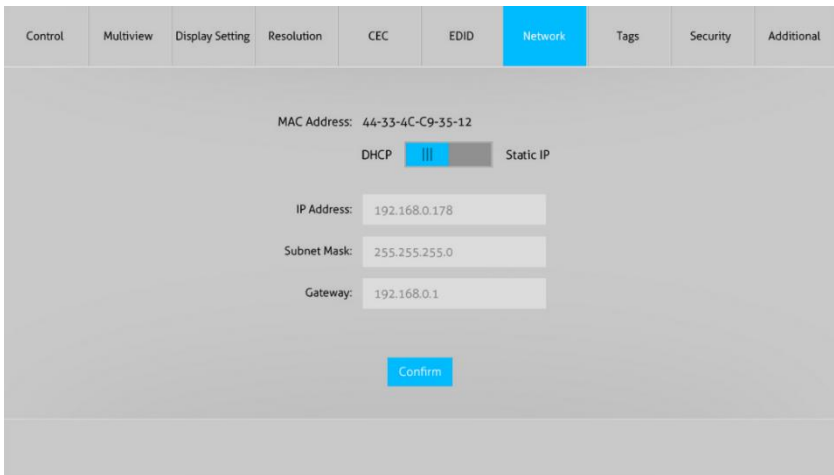 Control Multiview Display Setting Resolution CEC EDID Network Tags Security Additional
MAC Address: 44-33-4C-C9-35-12
DHCP Static IP
IP Address: 192.168.0.178
Subnet Mask: 255.255.255.0
Gateway: 192.168.0.1
Confirm